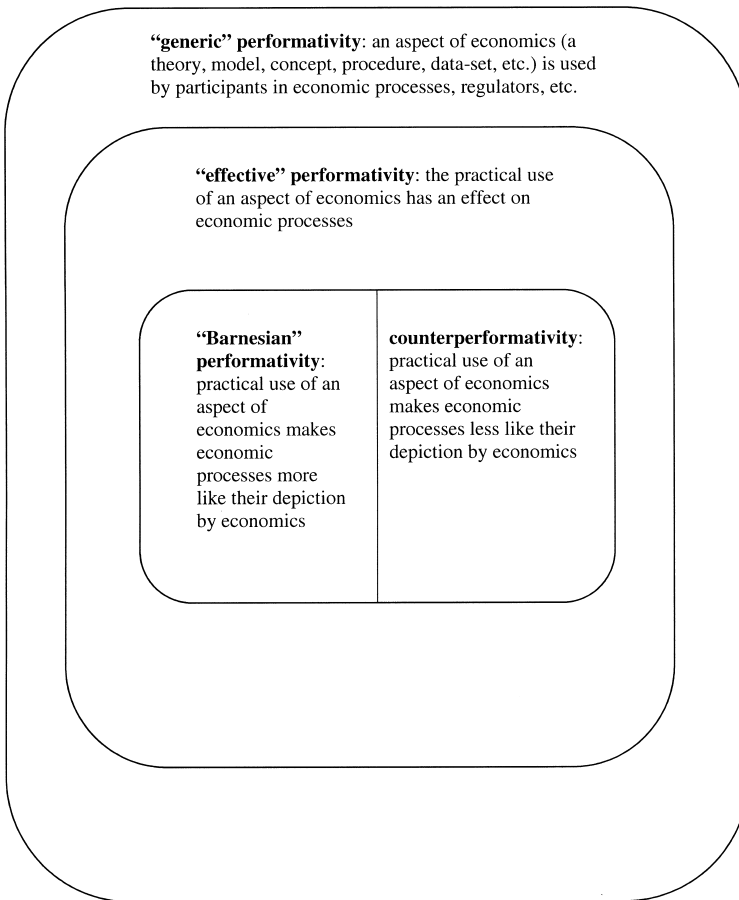 “generic” performativity: an aspect of economics (a
theory, model, concept, procedure, data-set, etc.) is used
by participants in economic processes, regulators, etc.
“effective” performativity: the practical use
of an aspect of economics has an effect on
economic processes
“Barnesian”
performativity:
practical use of an
aspect of
economics makes
economic
processes more
like their depiction
by economics
counterperformativity:
practical use of an
aspect of economics
makes economic
processes less like their
depiction by economics